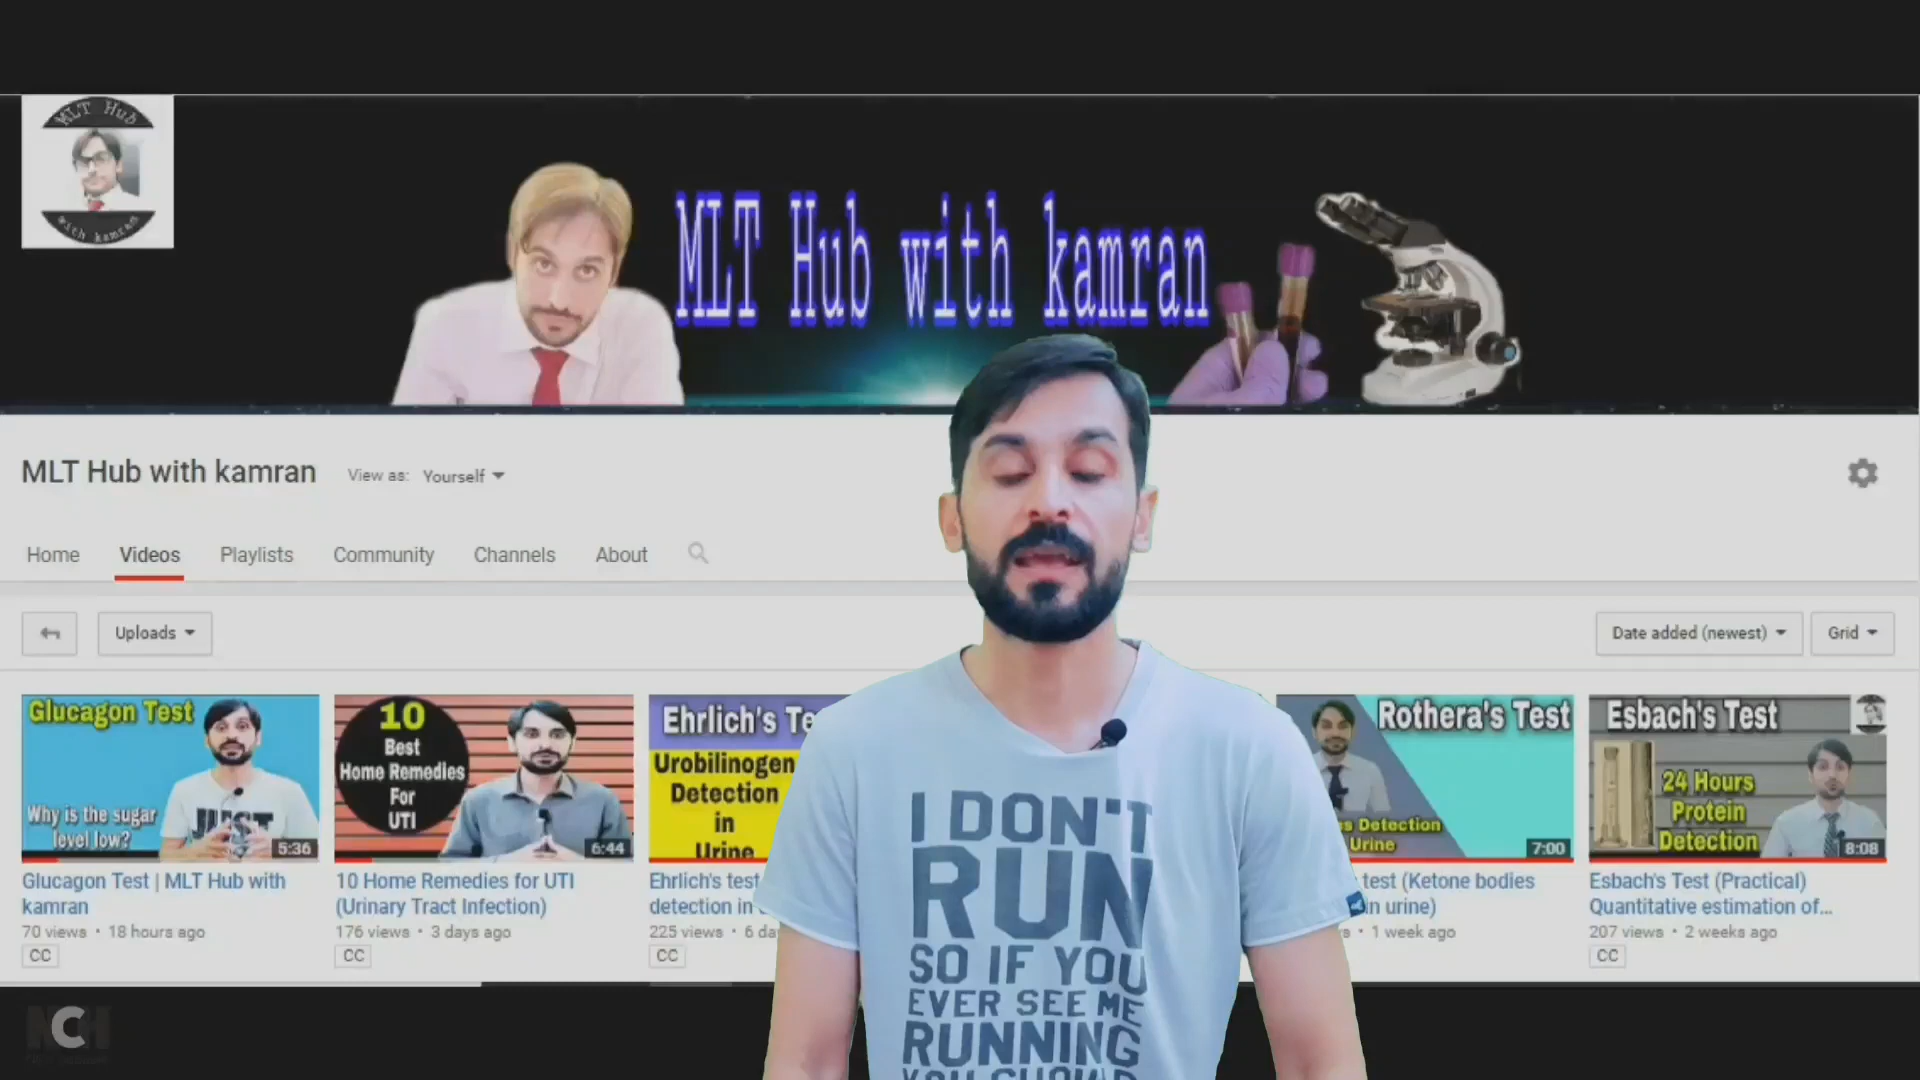 MLT Hub
with kamran
MLT Hub with kamran
MLT Hub with kamran
View as: Yourself
Home
Videos
Playlists
Community
Channels
About
Uploads
Date added (newest)
Grid
Glucagon Test
Why is the sugar
level low?
JUST
5:36
Glucagon Test | MLT Hub with
kamran
70 views • 18 hours ago
CC
10
Best
Home Remedies
For
UTI
6:44
10 Home Remedies for UTI
(Urinary Tract Infection)
176 views • 3 days ago
CC
Ehrlich's Te
Urobilinogen
Detection
in
Urine
Ehrlich's test
detection in
225 views • 6 da
CC
Rothera's Test
s Detection
Urine
7:00
test (Ketone bodies
in urine)
s • 1 week ago
Esbach's Test
24 Hours
Protein
Detection
8:08
Esbach's Test (Practical)
Quantitative estimation of...
207 views • 2 weeks ago
CC
I DON'T
RUN
SO IF YOU
EVER SEE ME
RUNNING
YOU SHOULD
NCH